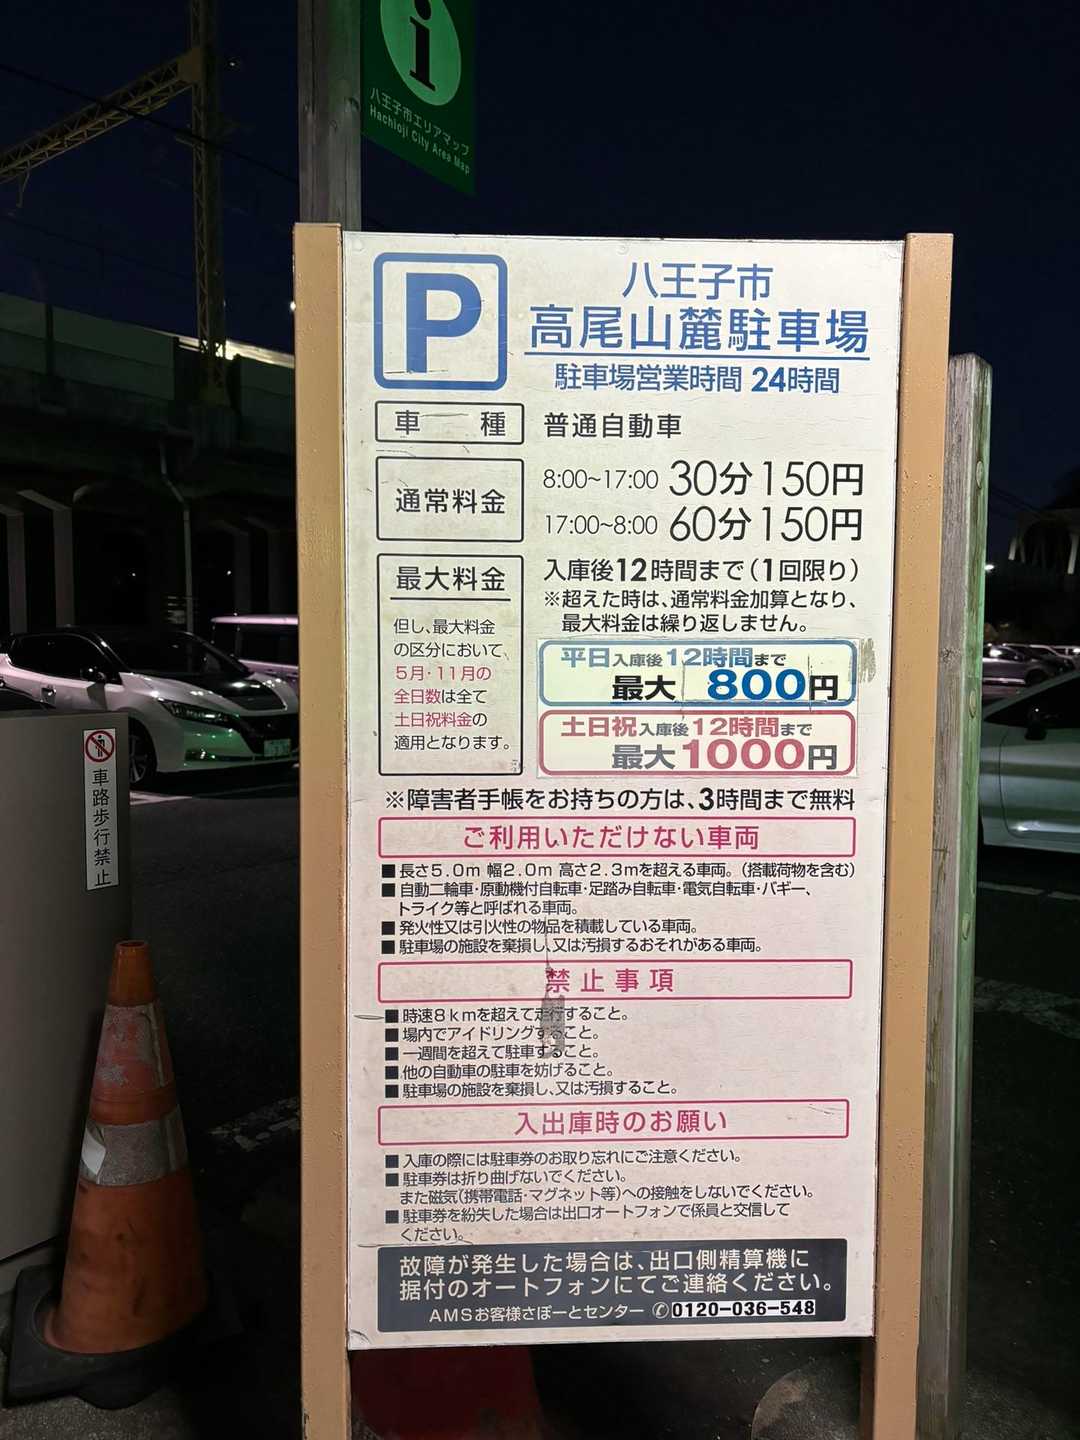 i
八王子市エリアマップ
Hachioji City Area Map
P
八王子市
高尾山麓駐車場
駐車場営業時間 24時間
車 種 普通自動車
通常料金
8:00~17:00 30分150円
17:00~8:00 60分150円
最大料金
但し、最大料金
の区分において、
5月・11月の
全日数は全て
土日祝料金の
適用となります。
入庫後12時間まで(1回限り)
※超えた時は、通常料金加算となり、
最大料金は繰り返しません。
平日入庫後12時間まで
最大 800円
土日祝入庫後12時間まで
最大1000円
※障害者手帳をお持ちの方は、3時間まで無料
ご利用いただけない車両
■長さ5.0m 幅2.0m 高さ2.3mを超える車両。(搭載荷物を含む)
■自動二輪車・原動機付自転車・足踏み自転車・電気自転車・バギー、
トライク等と呼ばれる車両。
■発火性又は引火性の物品を積載している車両。
■駐車場の施設を棄損し、又は汚損するおそれがある車両。
禁止事項
■時速8kmを超えて走行すること。
■場内でアイドリングすること。
■一週間を超えて駐車すること。
■他の自動車の駐車を妨げること。
■駐車場の施設を棄損し、又は汚損すること。
入出庫時のお願い
■入庫の際には駐車券のお取り忘れにご注意ください。
■駐車券は折り曲げないでください。
また磁気(携帯電話・マグネット等)への接触をしないでください。
■駐車券を紛失した場合は出口オートフォンで係員と交信して
ください。
故障が発生した場合は、出口側精算機に
据付のオートフォンにてご連絡ください。
AMSお客様さぽーとセンター ✆0120-036-548
車路歩行禁止